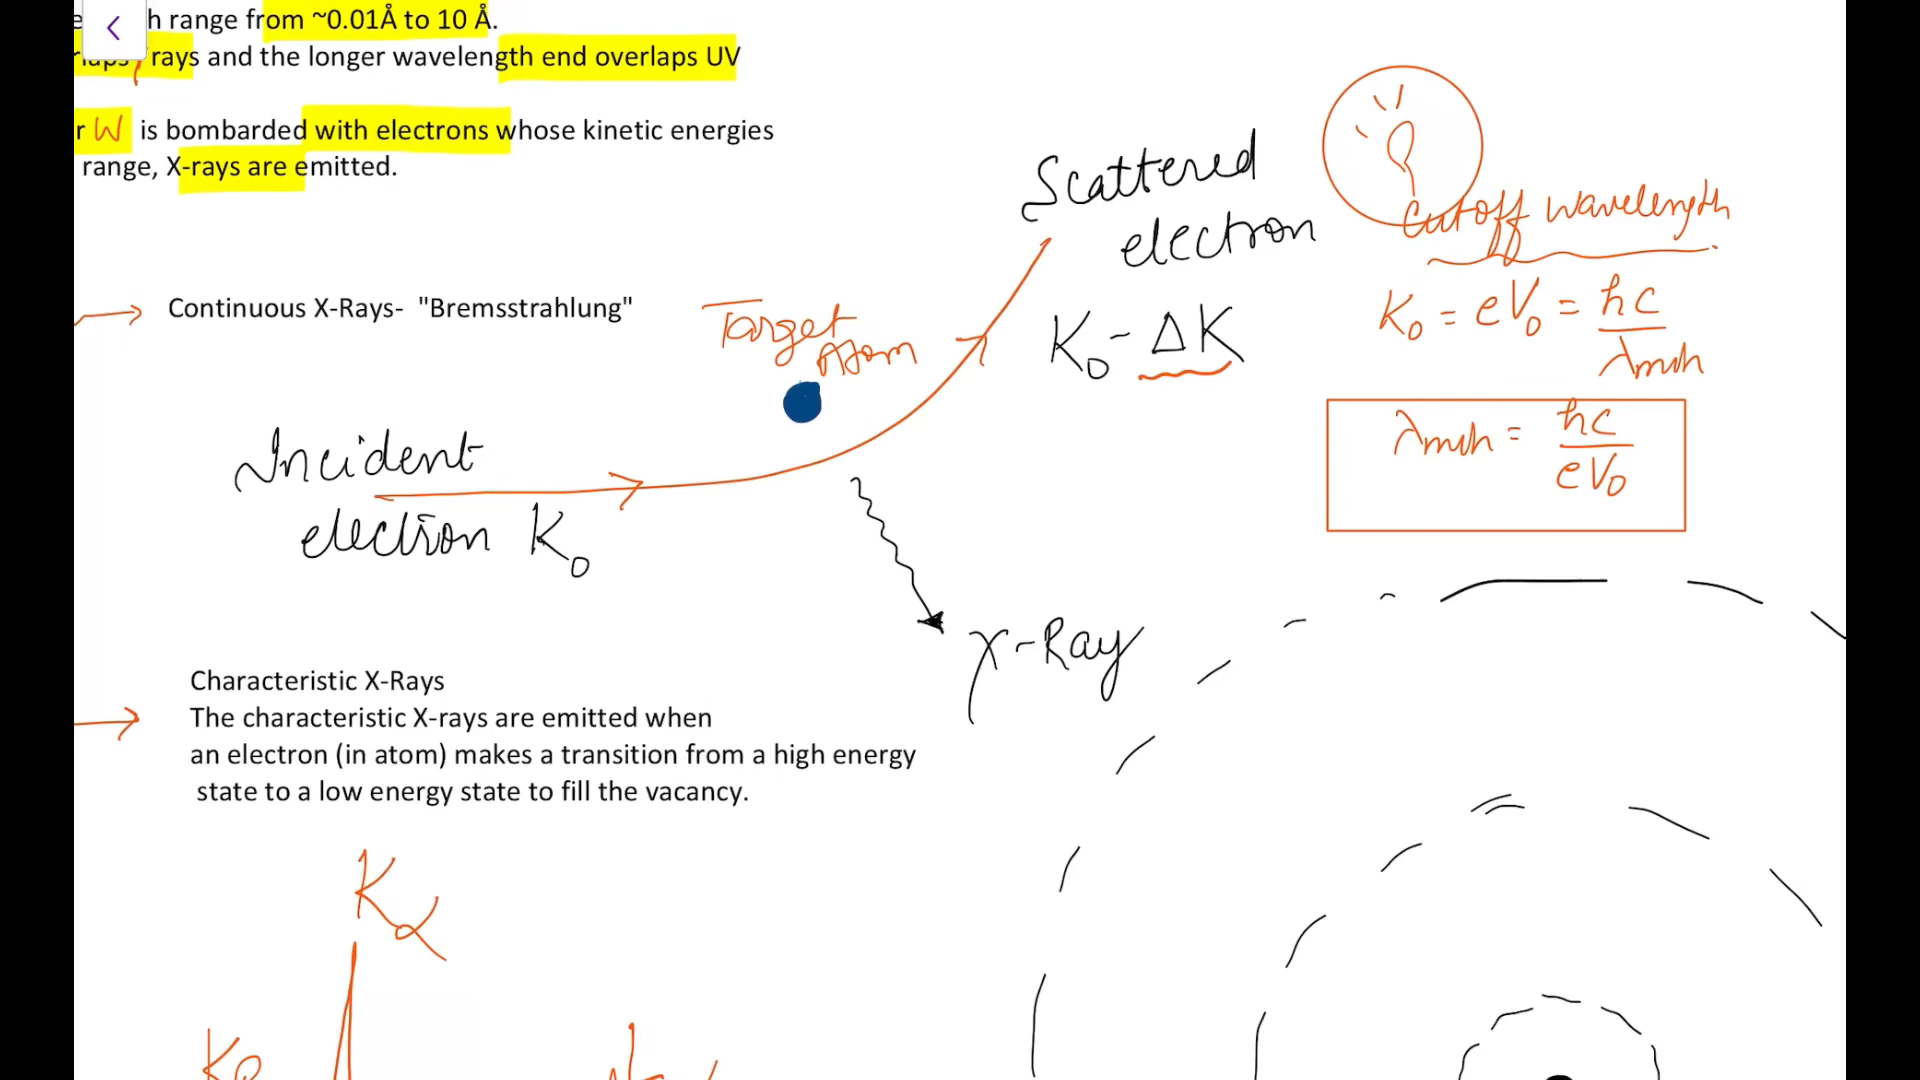 h range from ~0.01Å to 10 Å.
rays and the longer wavelength end overlaps UV
r W is bombarded with electrons whose kinetic energies
range, X-rays are emitted.
Scattered
electron
Cutoff wavelength
K₀ = eV₀ = hc
λmin
Continuous X-Rays- "Bremsstrahlung"
Target
Atom
K₀ - ΔK
λmin = hc
eV₀
Incident
electron K₀
X-Ray
Characteristic X-Rays
The characteristic X-rays are emitted when
an electron (in atom) makes a transition from a high energy
state to a low energy state to fill the vacancy.
Kα